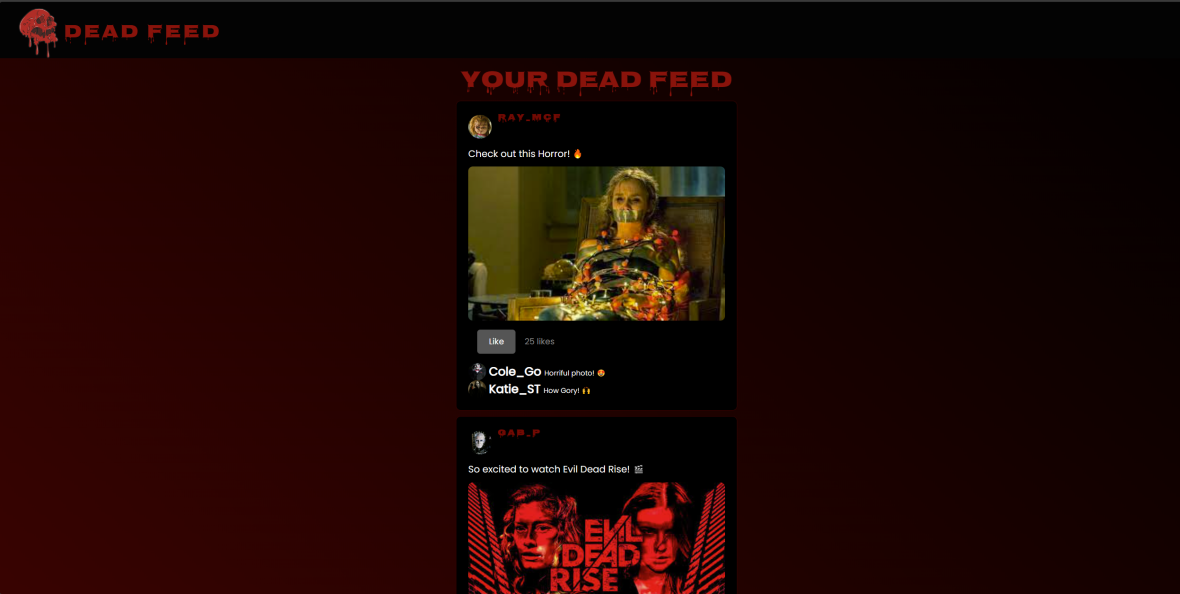 DEAD FEED
YOUR DEAD FEED
RAY_MCF
Check out this Horror! 🔥
Like 25 likes
Cole_Go Horriful photo! 😍
Katie_ST How Gory! 🙌
GAB_P
So excited to watch Evil Dead Rise! 🎬
EVIL
DEAD
RISE